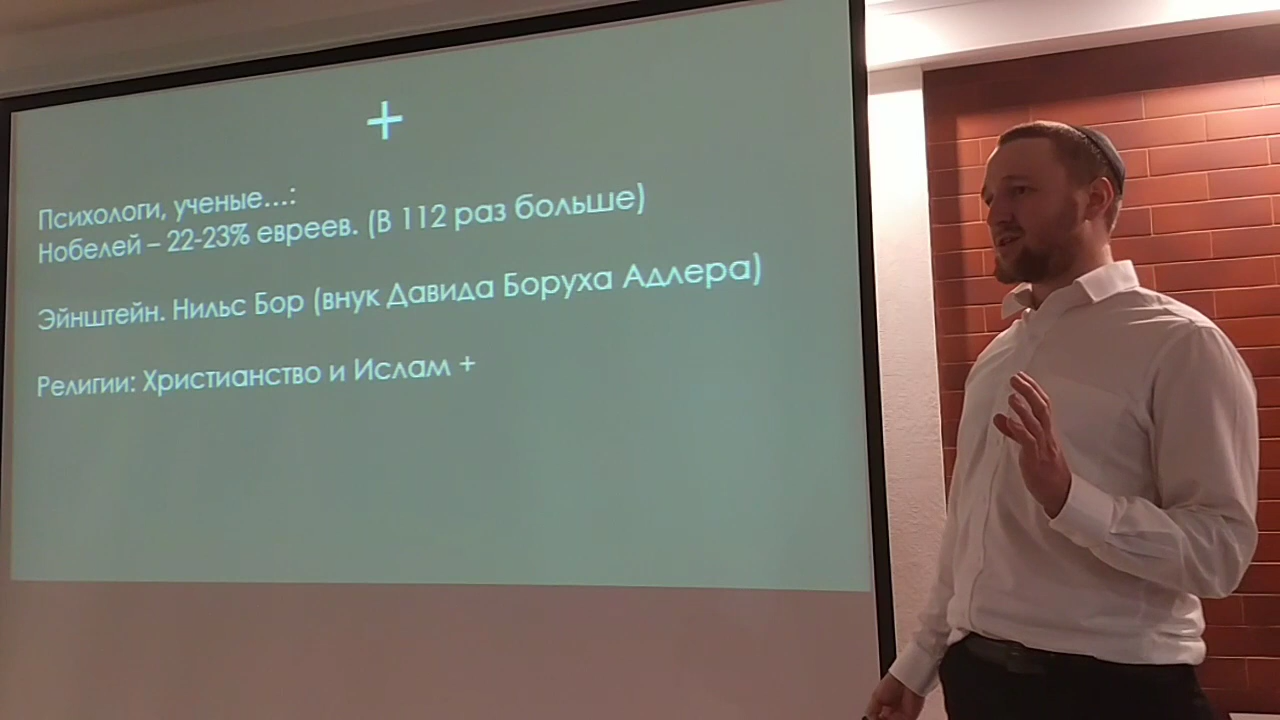 +
Психологи, ученые...:
Нобелей – 22-23% евреев. (В 112 раз больше)
Эйнштейн. Нильс Бор (внук Давида Боруха Адлера)
Религии: Христианство и Ислам +